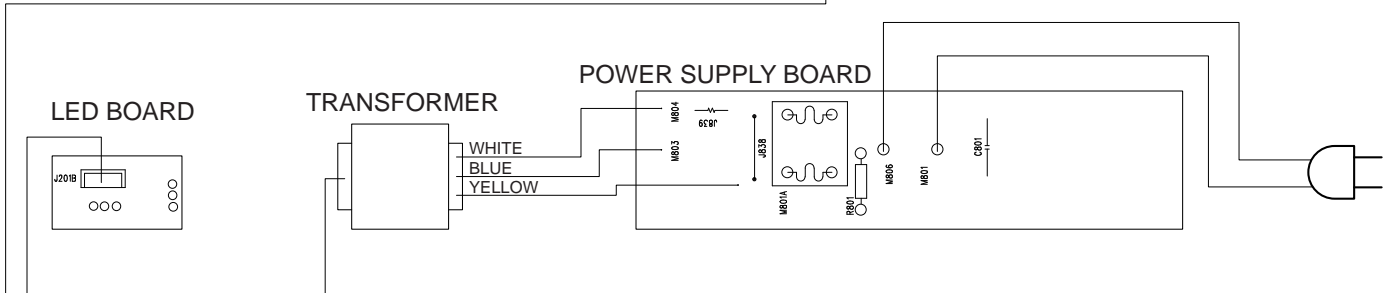 POWER SUPPLY BOARD
LED BOARD
TRANSFORMER
J201B
WHITE
BLUE
YELLOW
M804
M803
J839
J838
M801A
R801
M806
M801
C801